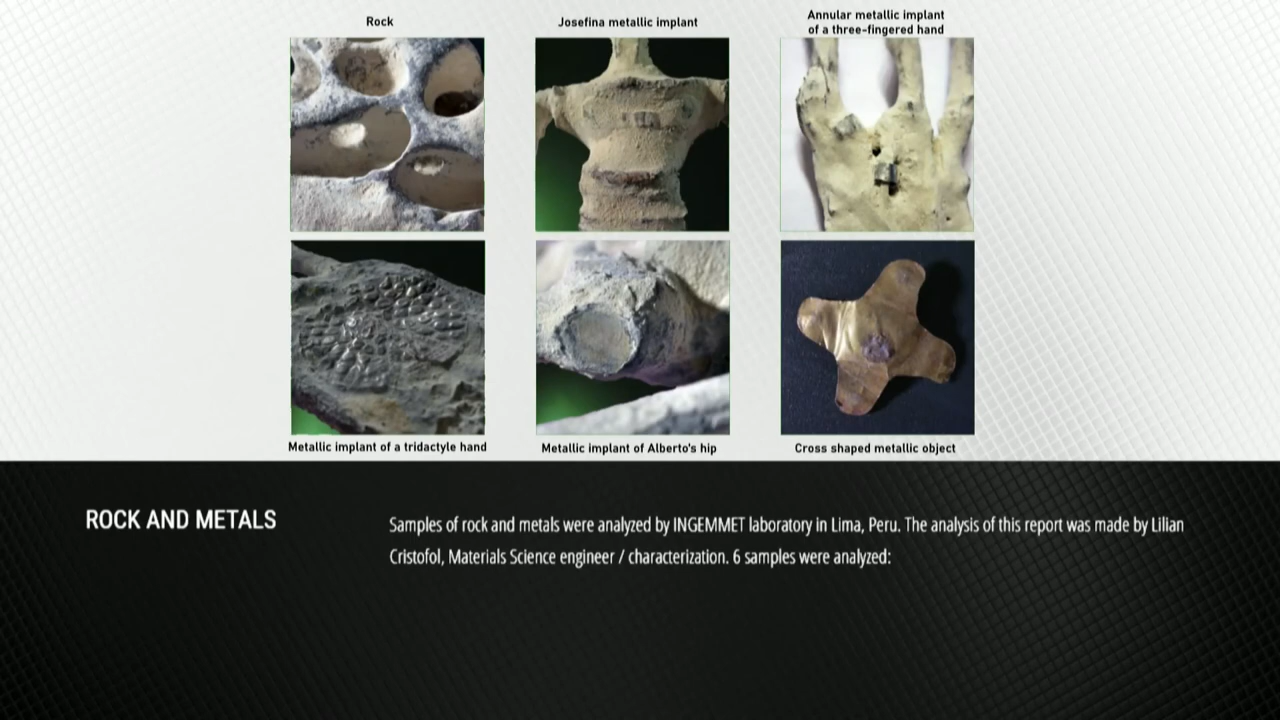 Rock
Josefina metallic implant
Annular metallic implant
of a three-fingered hand
Metallic implant of a tridactyle hand
Metallic implant of Alberto's hip
Cross shaped metallic object
ROCK AND METALS
Samples of rock and metals were analyzed by INGEMMET laboratory in Lima, Peru. The analysis of this report was made by Lilian
Cristofol, Materials Science engineer / characterization. 6 samples were analyzed: